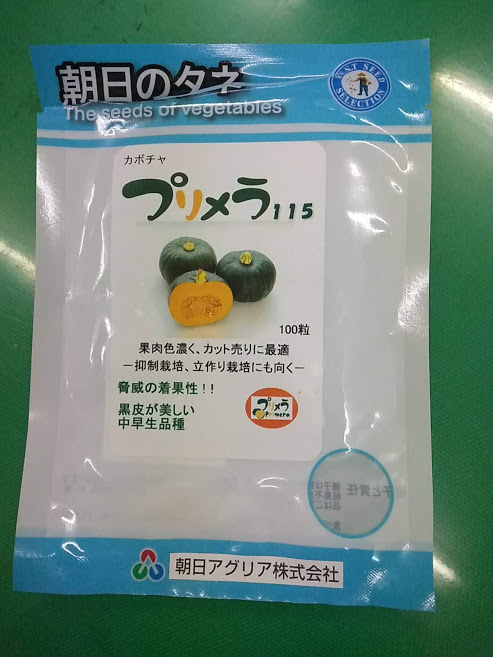 朝日のタネ
The seeds of vegetables
SEED
SELECTION
カボチャ
プリメラ115
100粒
果肉色濃く、カット売りに最適
ー抑制栽培、立作り栽培にも向くー
脅威の着果性!!
黒皮が美しい
中早生品種
プリメラ
Primera
朝日アグリア株式会社